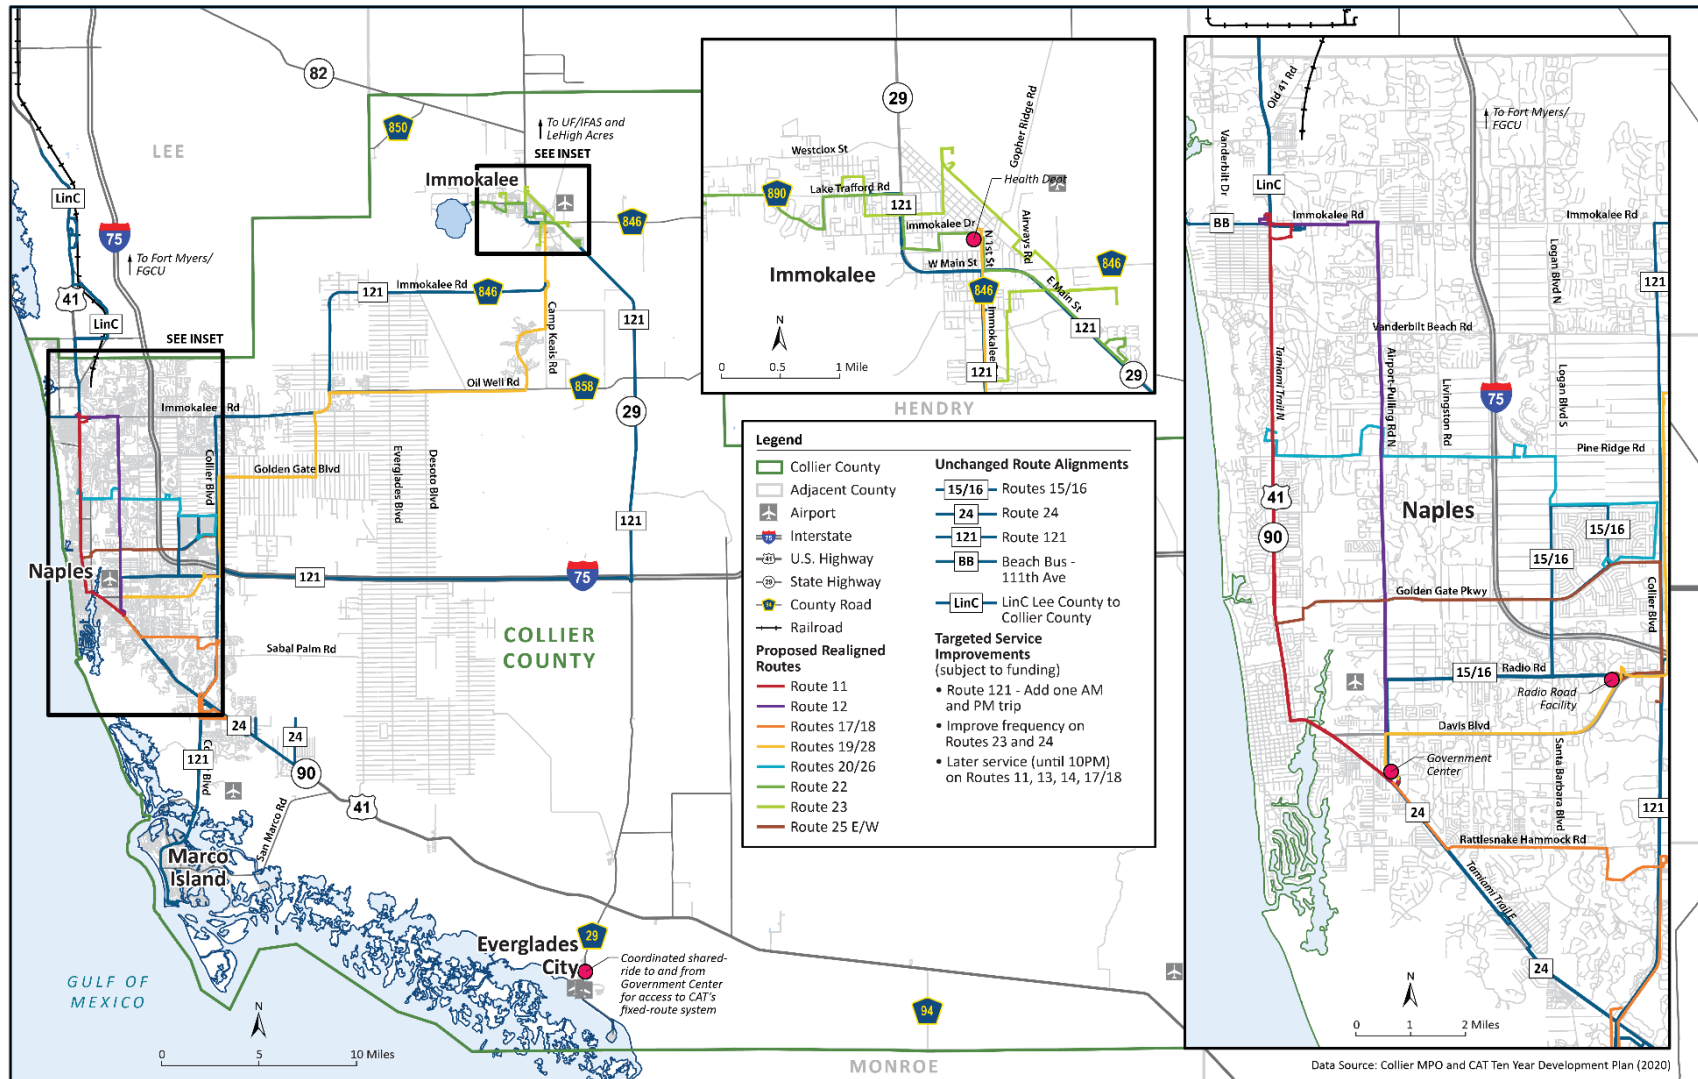 82
850
To UF/IFAS and
LeHigh Acres
LEE
SEE INSET
Immokalee
LinC
846
75
To Fort Myers/
FGCU
41
LinC
121
Immokalee Rd
846
Camp Keais Rd
121
SEE INSET
Oil Well Rd
858
29
Immokalee Rd
Collier Blvd
Golden Gate Blvd
Everglades Blvd
Desoto Blvd
121
Naples
121
75
COLLIER
COUNTY
Sabal Palm Rd
24
24
121
90
41
San Marco Rd
Marco
Island
GULF OF
MEXICO
Everglades
City
29
Coordinated shared-
ride to and from
Government Center
for access to CAT's
fixed-route system
94
MONROE
HENDRY
N
0 5 10 Miles
29
Gopher Ridge Rd
Westclox St
Health Dept
890
Lake Trafford Rd
121
Immokalee Dr
N 1st St
Airways Rd
W Main St
Immokalee
846
846
E Main St
Immokalee
121
121
29
N
0 0.5 1 Mile
Legend
Collier County
Adjacent County
Airport
75 Interstate
41 U.S. Highway
29 State Highway
14 County Road
Railroad
Proposed Realigned
Routes
Route 11
Route 12
Routes 17/18
Routes 19/28
Routes 20/26
Route 22
Route 23
Route 25 E/W
Unchanged Route Alignments
15/16 Routes 15/16
24 Route 24
121 Route 121
BB Beach Bus -
111th Ave
LinC LinC Lee County to
Collier County
Targeted Service
Improvements
(subject to funding)
• Route 121 - Add one AM
and PM trip
• Improve frequency on
Routes 23 and 24
• Later service (until 10PM)
on Routes 11, 13, 14, 17/18
Old 41 Rd
To Fort Myers/
FGCU
Vanderbilt Dr
LinC
BB
Immokalee Rd
Immokalee Rd
Logan Blvd N
121
Vanderbilt Beach Rd
Tamiami Trail N
Airport-Pulling Rd N
Livingston Rd
75
Logan Blvd S
Pine Ridge Rd
41
90
Naples
15/16
15/16
Golden Gate Pkwy
Collier Blvd
15/16
Radio Rd
Radio Road
Facility
Davis Blvd
Government
Center
Santa Barbara Blvd
24
121
Rattlesnake Hammock Rd
Tamiami Trail E
24
N
0 1 2 Miles
Data Source: Collier MPO and CAT Ten Year Development Plan (2020)